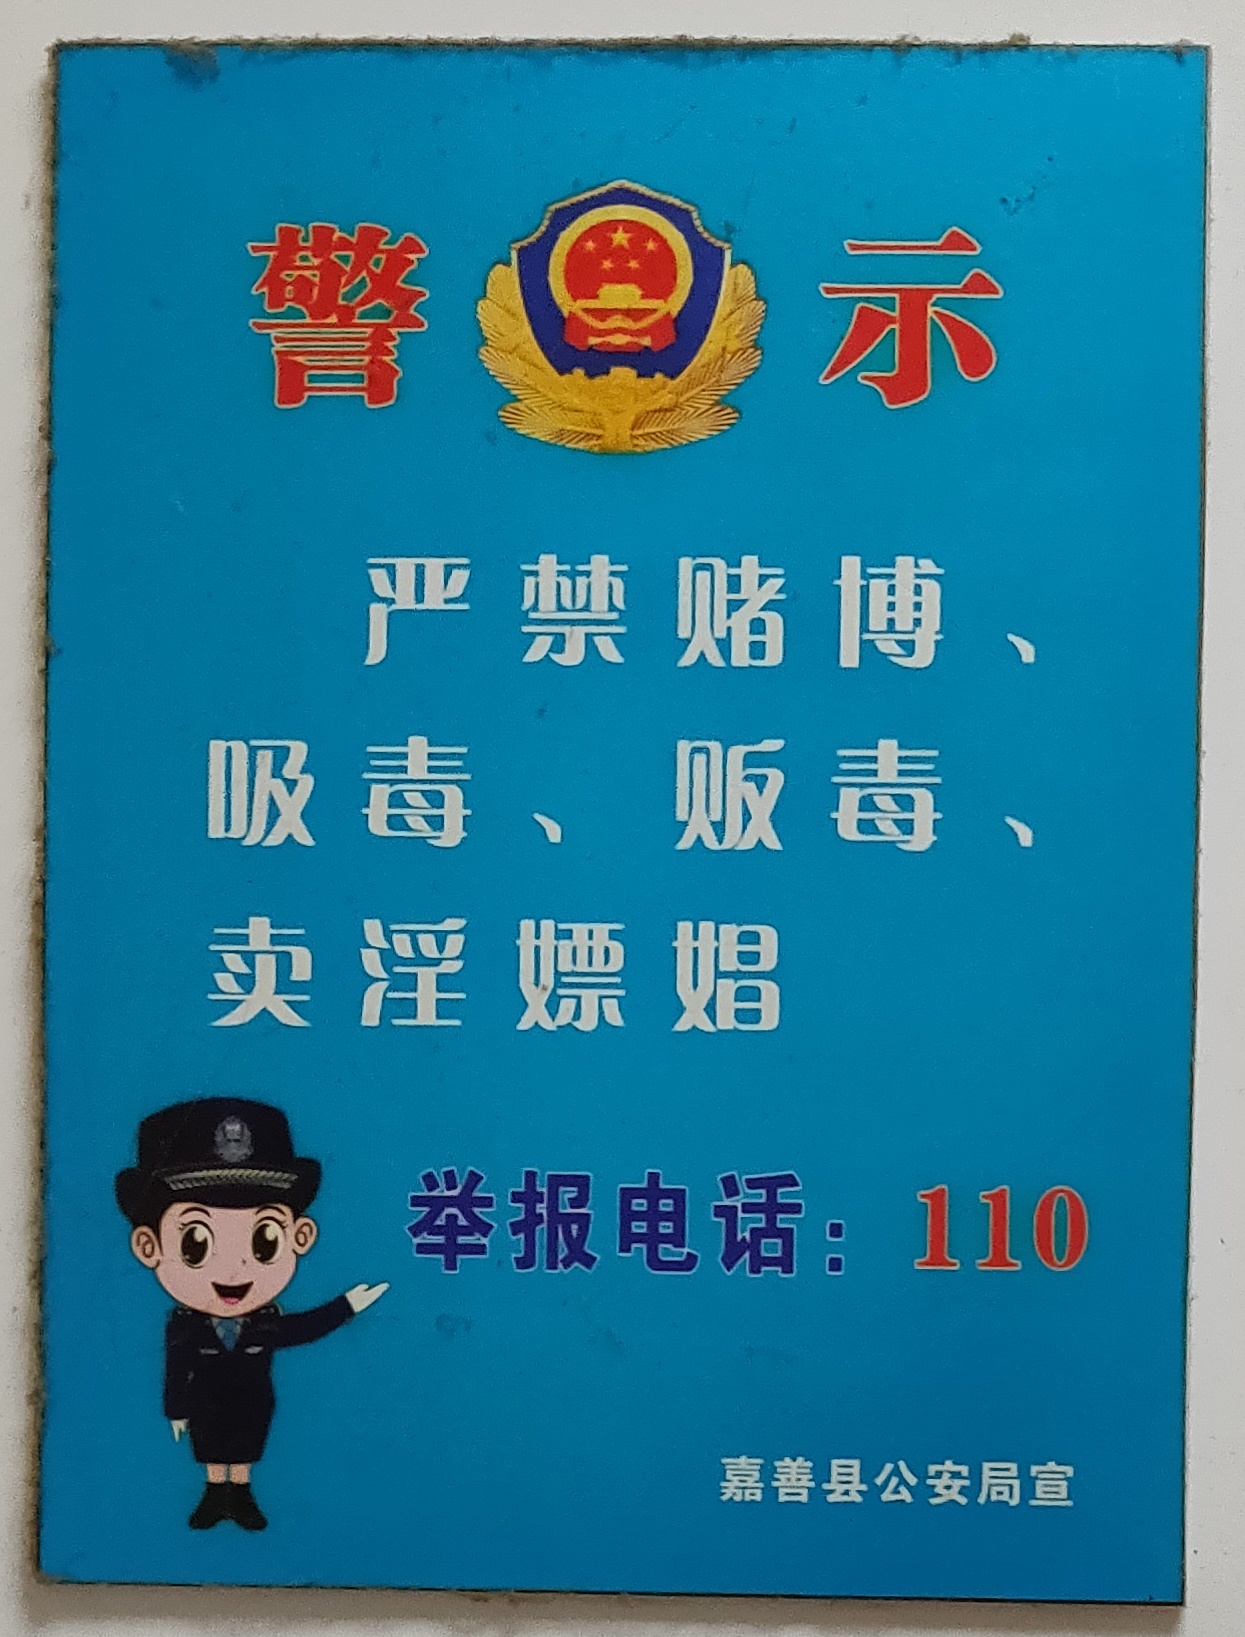 警示
严禁赌博、
吸毒、贩毒、
卖淫嫖娼
举报电话：110
嘉善县公安局宣